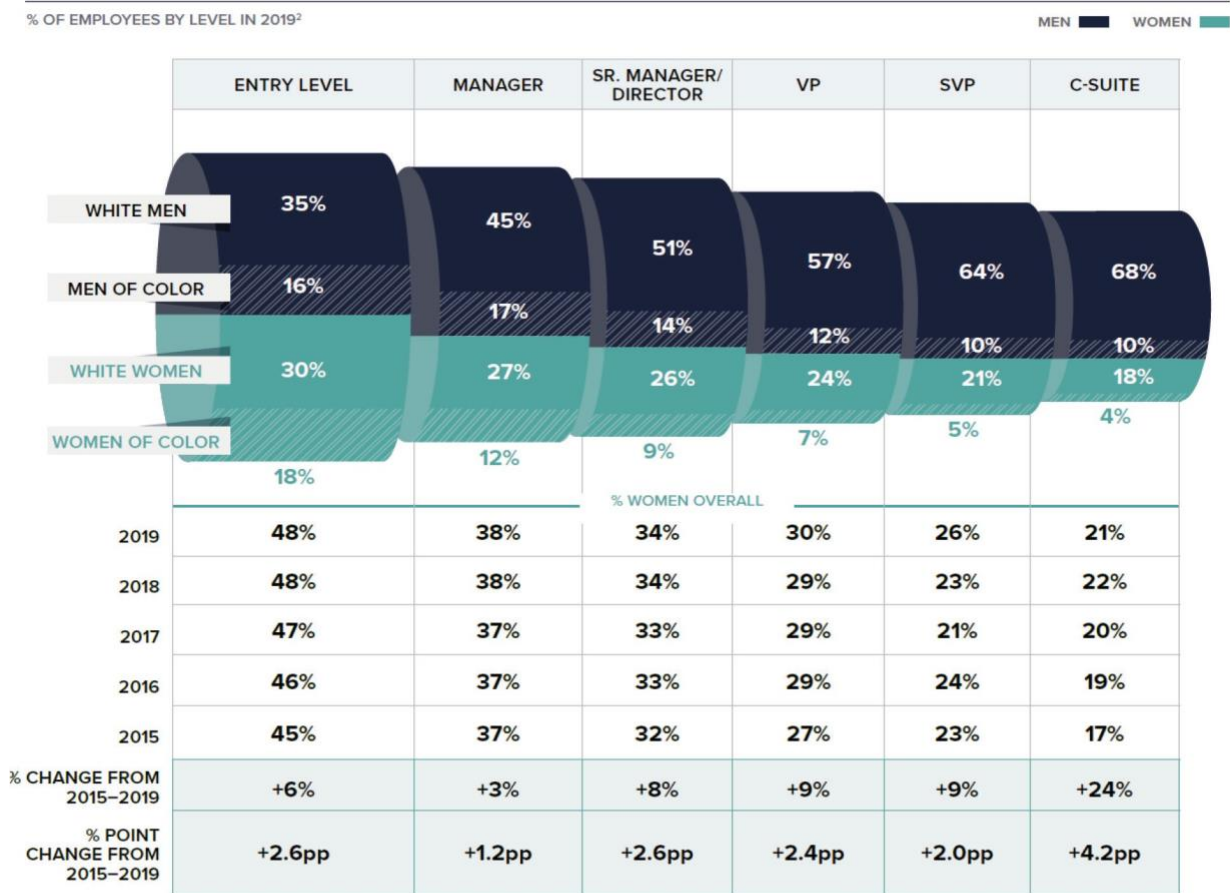 % OF EMPLOYEES BY LEVEL IN 2019²
MEN WOMEN
ENTRY LEVEL MANAGER SR. MANAGER/ DIRECTOR VP SVP C-SUITE
WHITE MEN 35% 45% 51% 57% 64% 68%
MEN OF COLOR 16% 17% 14% 12% 10% 10%
WHITE WOMEN 30% 27% 26% 24% 21% 18%
WOMEN OF COLOR 18% 12% 9% 7% 5% 4%
% WOMEN OVERALL
2019 48% 38% 34% 30% 26% 21%
2018 48% 38% 34% 29% 23% 22%
2017 47% 37% 33% 29% 21% 20%
2016 46% 37% 33% 29% 24% 19%
2015 45% 37% 32% 27% 23% 17%
% CHANGE FROM 2015–2019 +6% +3% +8% +9% +9% +24%
% POINT CHANGE FROM 2015–2019 +2.6pp +1.2pp +2.6pp +2.4pp +2.0pp +4.2pp